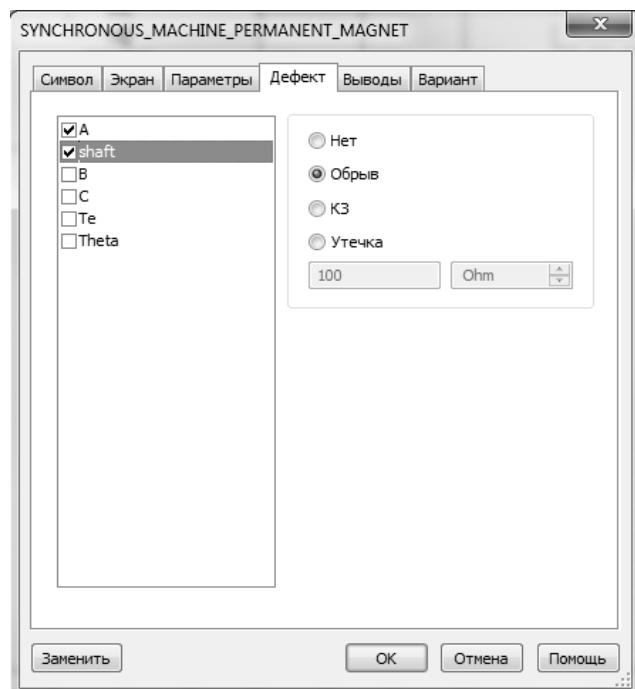 SYNCHRONOUS_MACHINE_PERMANENT_MAGNET
x
Символ Экран Параметры Дефект Выводы Вариант
A
shaft
B
C
Te
Theta
Нет
Обрыв
КЗ
Утечка
100 Ohm
Заменить OK Отмена Помощь